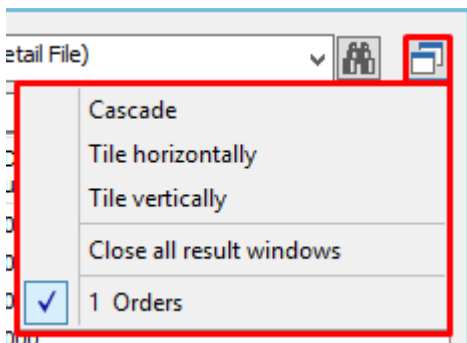 etail File)
Cascade
Tile horizontally
Tile vertically
Close all result windows
1 Orders